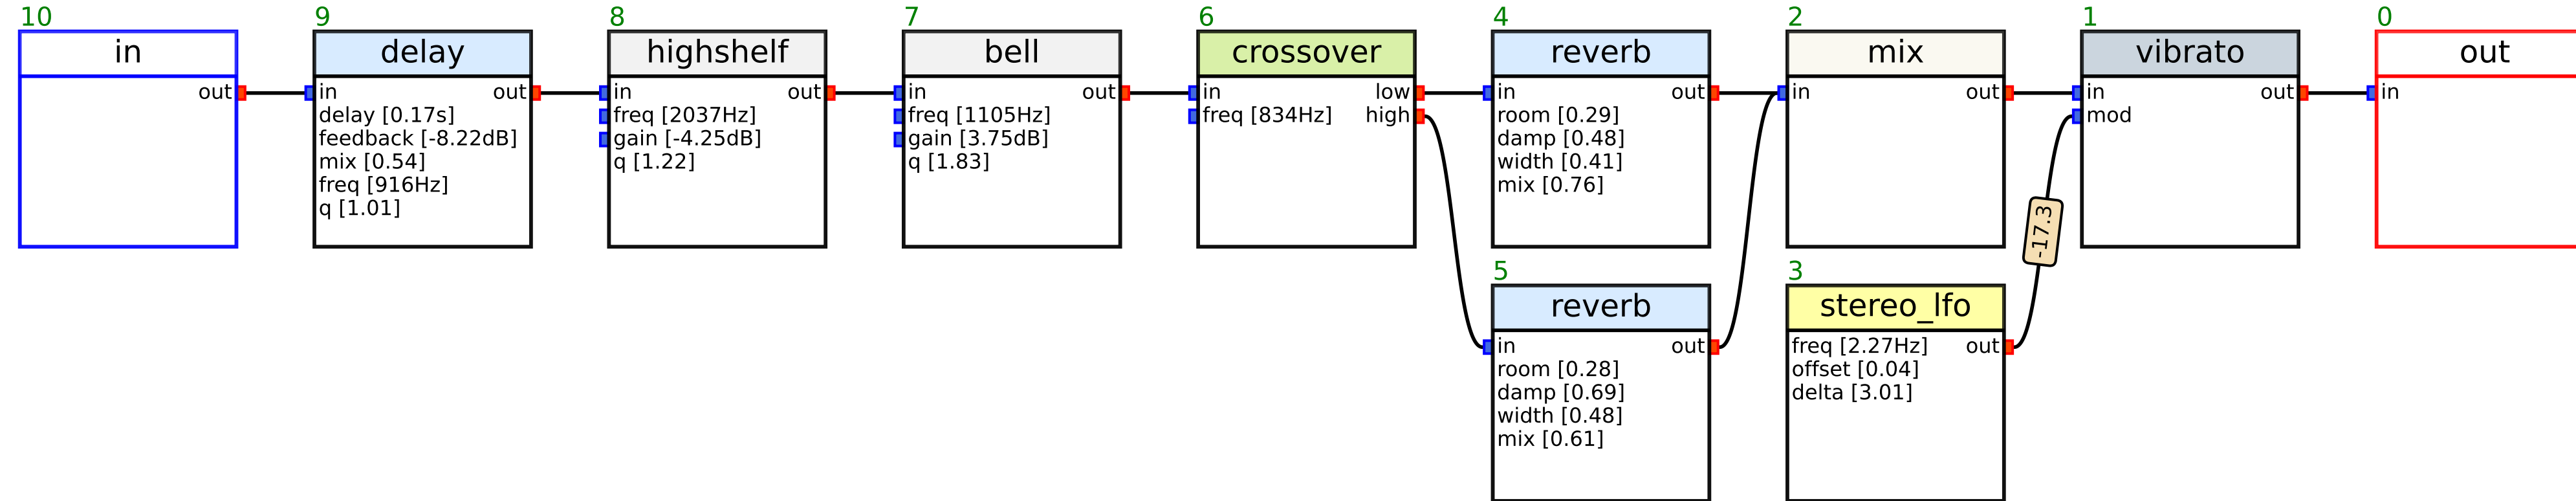 10
in
out
9
delay
in out
delay [0.17s]
feedback [-8.22dB]
mix [0.54]
freq [916Hz]
q [1.01]
8
highshelf
in out
freq [2037Hz]
gain [-4.25dB]
q [1.22]
7
bell
in out
freq [1105Hz]
gain [3.75dB]
q [1.83]
6
crossover
in low
freq [834Hz] high
4
reverb
in out
room [0.29]
damp [0.48]
width [0.41]
mix [0.76]
5
reverb
in out
room [0.28]
damp [0.69]
width [0.48]
mix [0.61]
2
mix
in out
3
stereo_lfo
freq [2.27Hz] out
offset [0.04]
delta [3.01]
-17.3
1
vibrato
in out
mod
0
out
in